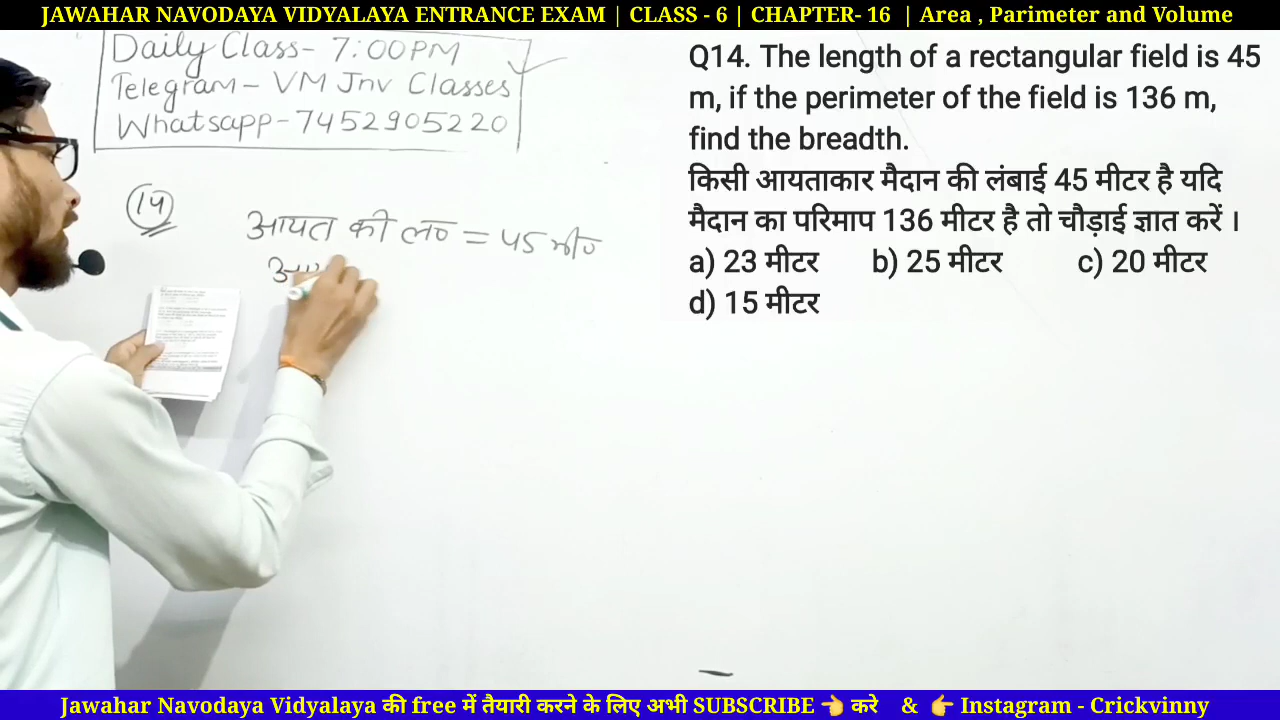 JAWAHAR NAVODAYA VIDYALAYA ENTRANCE EXAM | CLASS - 6 | CHAPTER- 16 | Area , Parimeter and Volume
Daily Class- 7:00PM
Telegram- VM Jnv Classes
Whatsapp-7452905220
14
आयत की ल० = 45 मी०
Q14. The length of a rectangular field is 45
m, if the perimeter of the field is 136 m,
find the breadth.
किसी आयताकार मैदान की लंबाई 45 मीटर है यदि
मैदान का परिमाप 136 मीटर है तो चौड़ाई ज्ञात करें ।
a) 23 मीटर b) 25 मीटर c) 20 मीटर
d) 15 मीटर
Jawahar Navodaya Vidyalaya की free में तैयारी करने के लिए अभी SUBSCRIBE 👈 करे & 👉 Instagram - Crickvinny